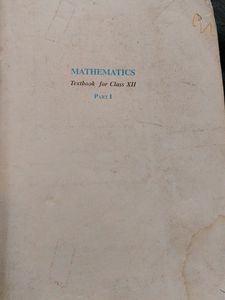 MATHEMATICS
Textbook for Class XII
PART I